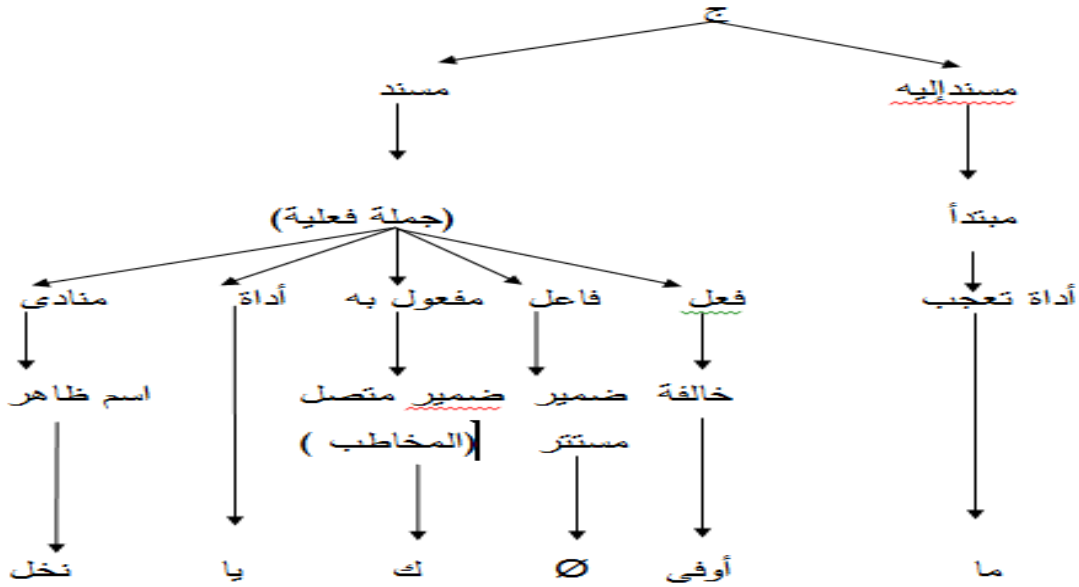 ج
مسندإليه مسند
مبتدأ (جملة فعلية)
أداة تعجب فعل فاعل مفعول به أداة منادى
خالفة ضمير ضمير متصل اسم ظاهر
مستتر (المخاطب )
ما أوفى Ø ك يا نخل